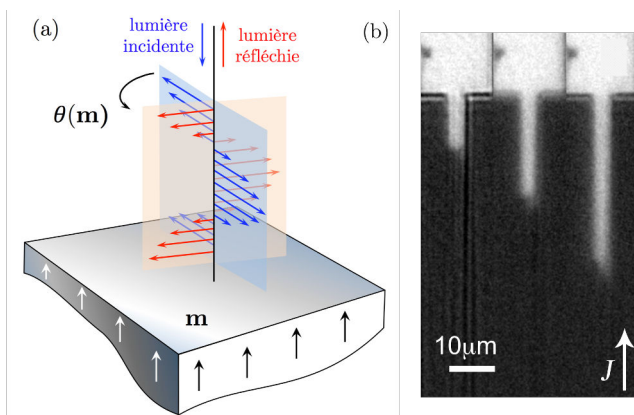 (a)
lumière
incidente
lumière
réfléchie
(b)
θ(m)
m
10μm
J